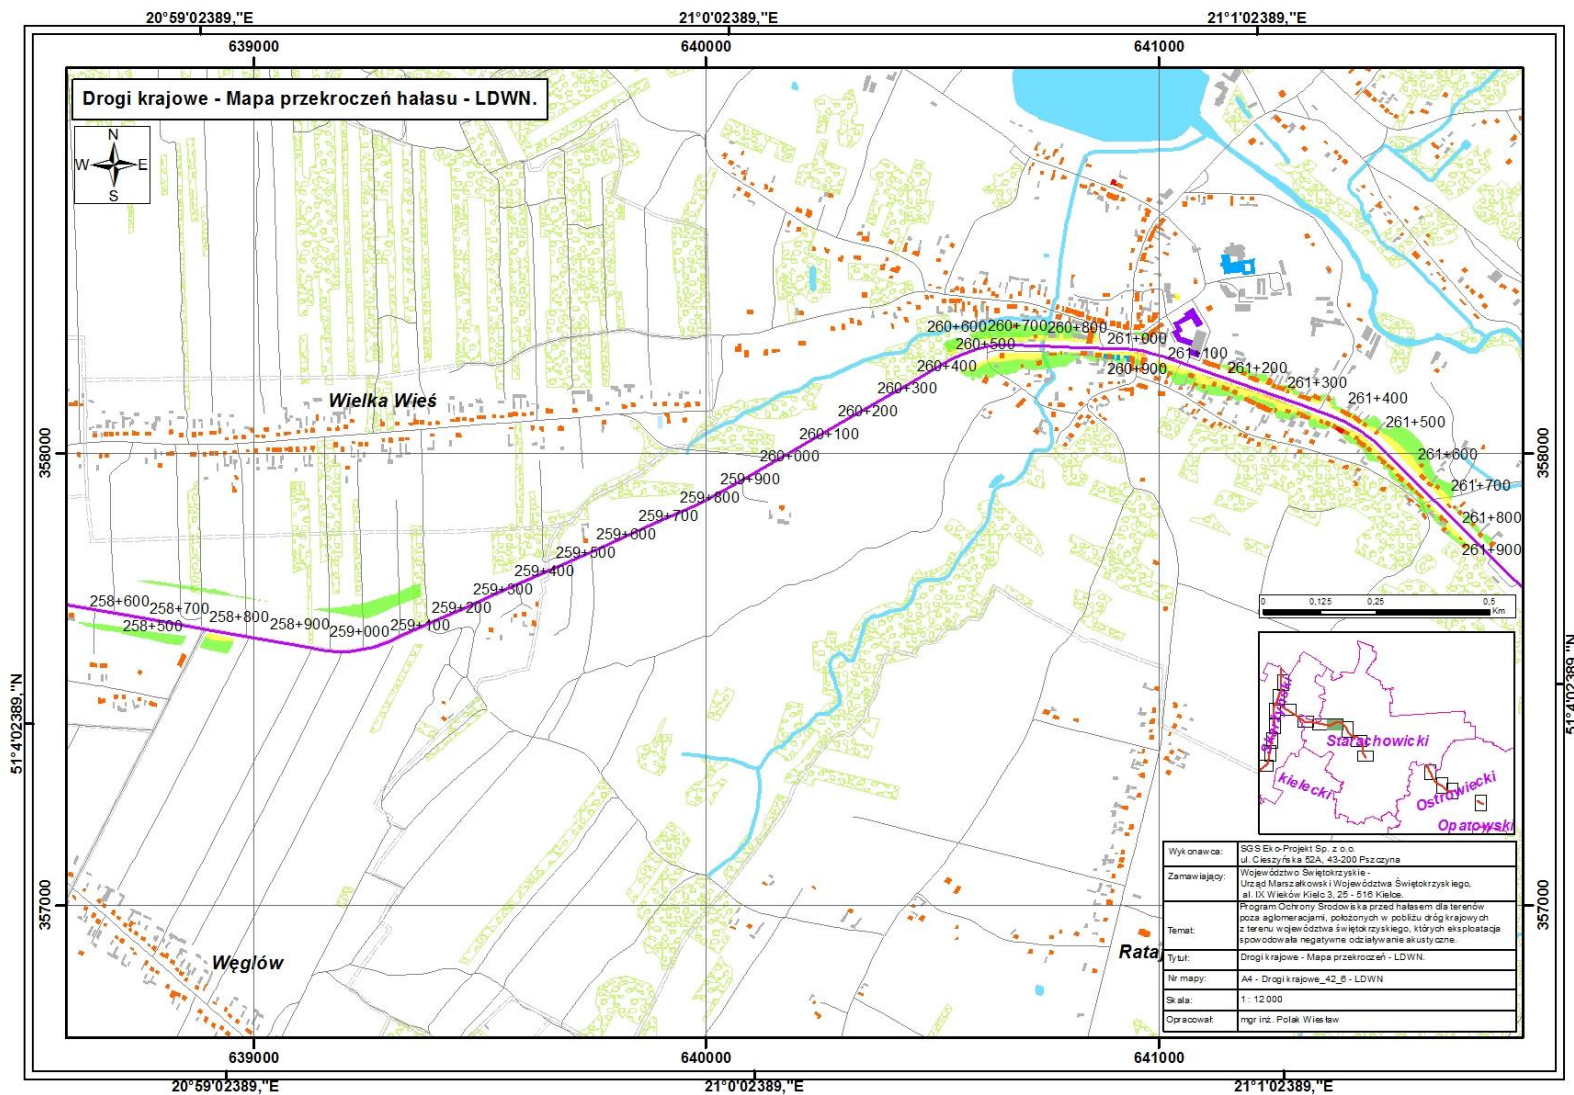 20°59'02389,"E
21°0'02389,"E
21°1'02389,"E
639000
640000
641000
Drogi krajowe - Mapa przekroczeń hałasu - LDWN.
N
W
E
S
260+600
260+700
260+800
260+500
261+000
260+400
260+900
261+100
261+200
260+300
261+300
260+200
261+400
260+100
261+500
260+000
261+600
259+900
261+700
259+800
259+700
261+800
259+600
261+900
259+500
259+400
259+300
259+200
259+100
259+000
258+900
258+800
258+700
258+600
258+500
Wielka Wieś
358000
358000
0
0,125
0,25
0,5
Km
51°4'02389,"N
51°4'02389,"N
Skarżyski
Starachowicki
kielecki
Ostrowiecki
Opatowski
357000
357000
Węglów
Rataj
Wykonawca:
SGS Eko-Projekt Sp. z o.o.
ul. Cieszyńska 52A, 43-200 Pszczyna
Zamawiający:
Województwo Świętokrzyskie -
Urząd Marszałkowski Województwa Świętokrzyskiego,
al. IX Wieków Kielc 3, 25 - 516 Kielce.
Temat:
Program Ochrony Środowiska przed hałasem dla terenów
poza aglomeracjami, położonych w pobliżu dróg krajowych
z terenu województwa świętokrzyskiego, których eksploatacja
spowodowała negatywne oddziaływanie akustyczne.
Tytuł:
Drogi krajowe - Mapa przekroczeń - LDWN.
Nr mapy:
A4 - Drogi krajowe_42_6 - LDWN
Skala:
1 : 12 000
Opracował:
mgr inż. Polak Wiesław
639000
640000
641000
20°59'02389,"E
21°0'02389,"E
21°1'02389,"E